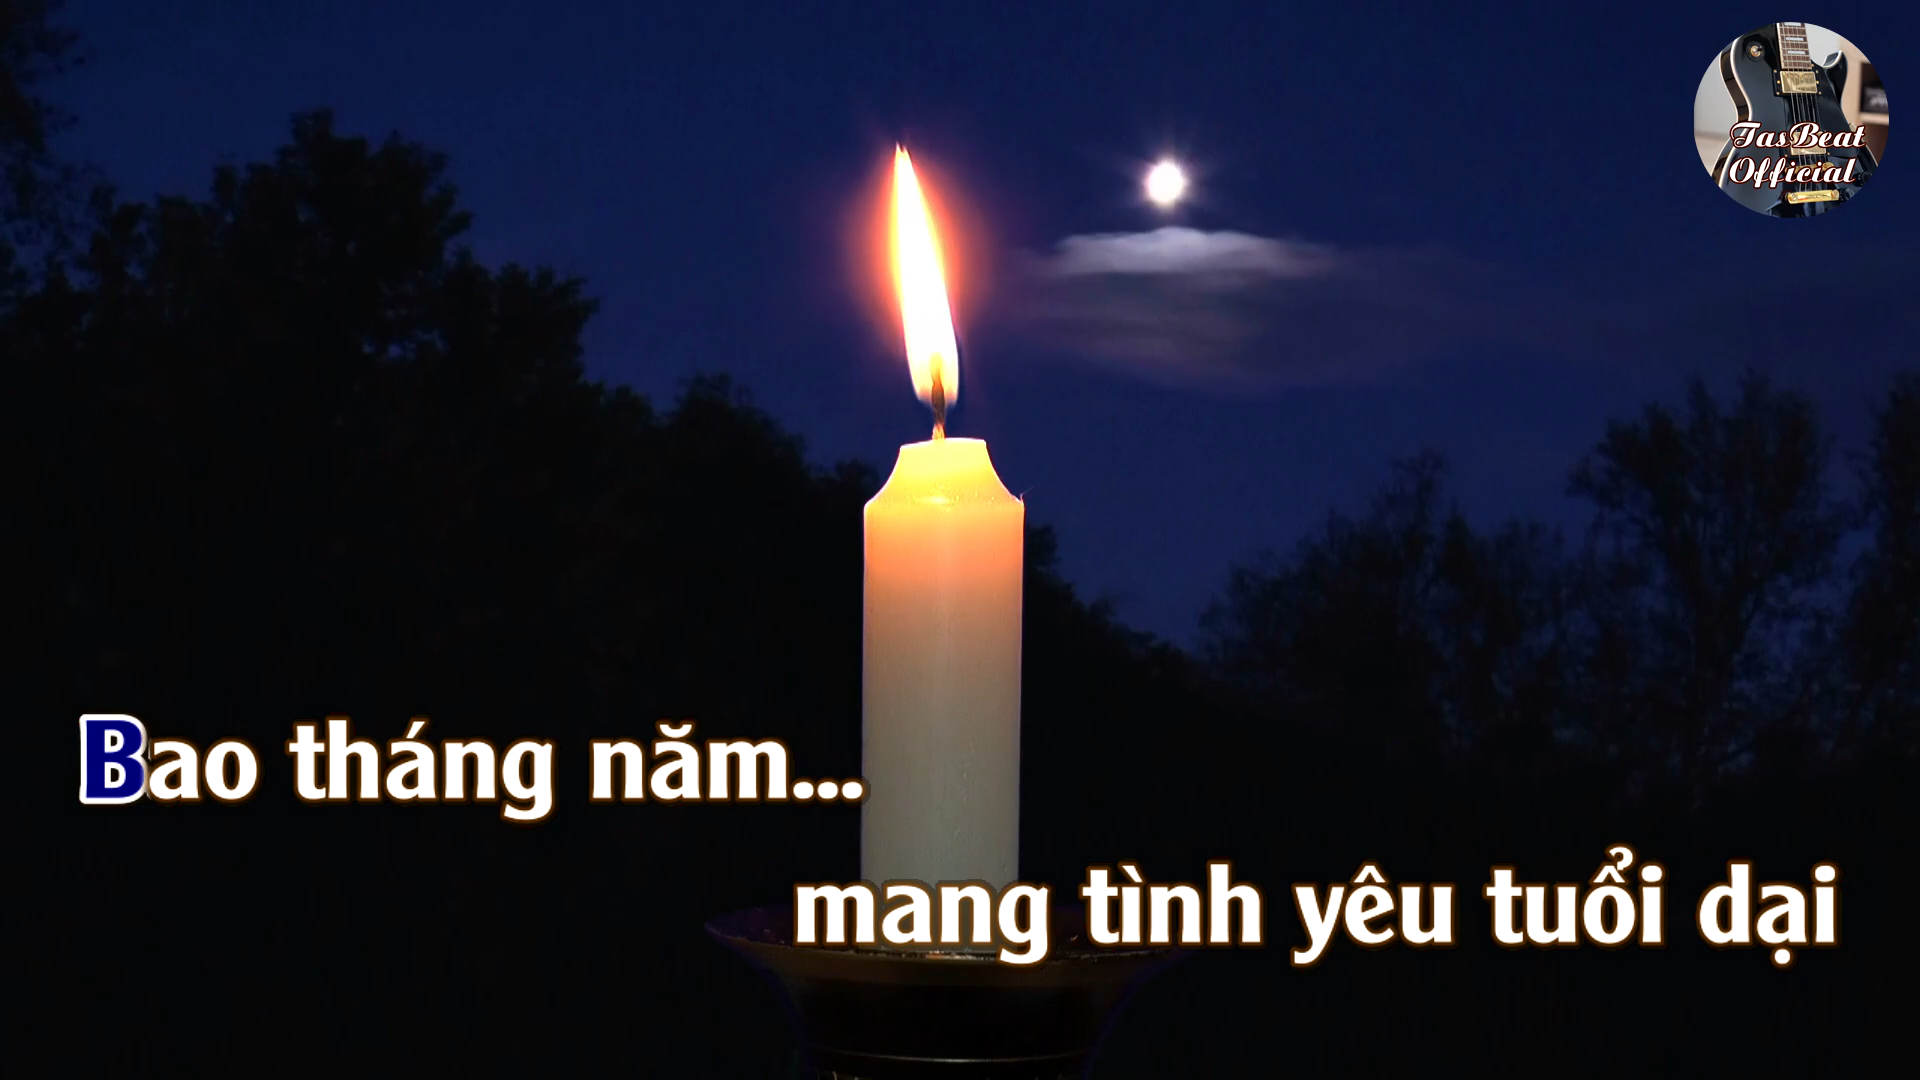 TasBeat
Official
Bao tháng năm...
mang tình yêu tuổi dại